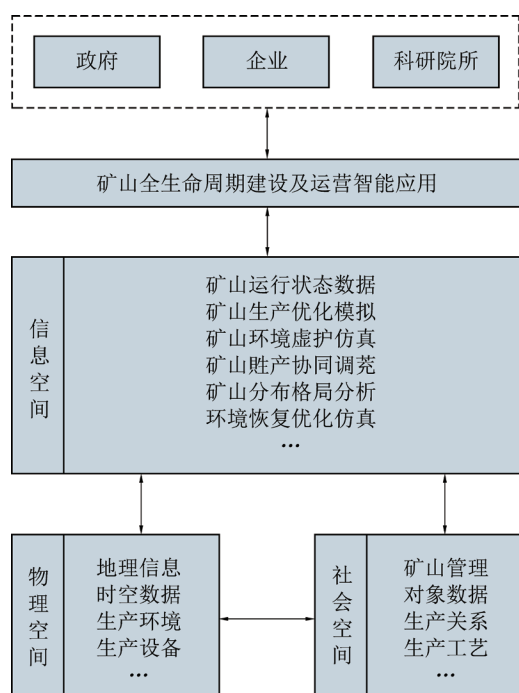 政府
企业
科研院所
矿山全生命周期建设及运营智能应用
信息空间
矿山运行状态数据
矿山生产优化模拟
矿山环境虚护仿真
矿山甠产协同调茺
矿山分布格局分析
环境恢复优化仿真
...
物理空间
地理信息
时空数据
生产环境
生产设备
...
社会空间
矿山管理
对象数据
生产关系
生产工艺
...